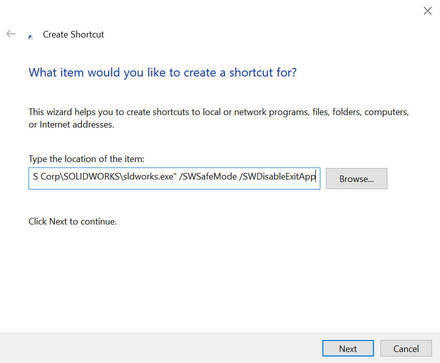 Create Shortcut
What item would you like to create a shortcut for?
This wizard helps you to create shortcuts to local or network programs, files, folders, computers,
or Internet addresses.
Type the location of the item:
S Corp\SOLIDWORKS\sldworks.exe" /SWSafeMode /SWDisableExitApp
Browse...
Click Next to continue.
Next
Cancel